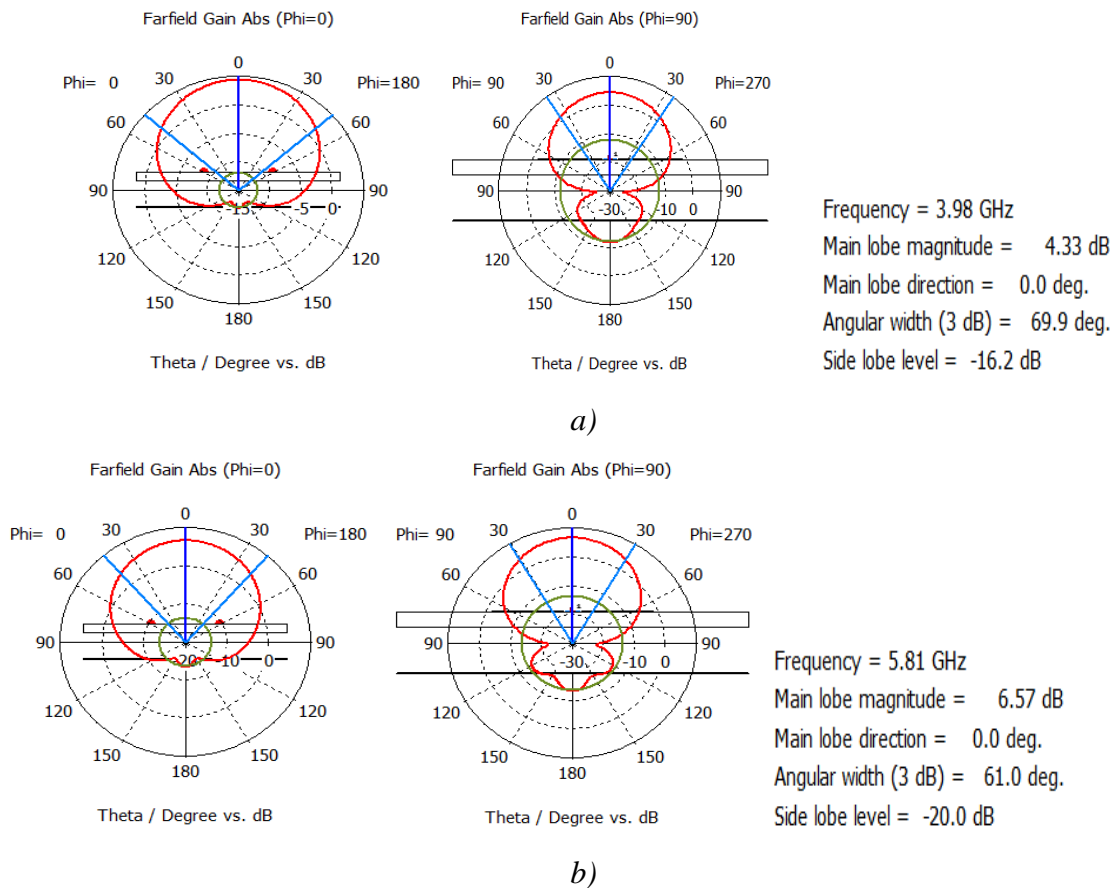 Farfield Gain Abs (Phi=0)
Phi= 0 30 0 30 Phi=180
60 60
90 90
-15 -5 0
120 120
150 150
180
Theta / Degree vs. dB
Farfield Gain Abs (Phi=90)
Phi= 90 30 0 30 Phi=270
60 60
90 90
-30 -10 0
120 120
150 150
180
Theta / Degree vs. dB
Frequency = 3.98 GHz
Main lobe magnitude = 4.33 dB
Main lobe direction = 0.0 deg.
Angular width (3 dB) = 69.9 deg.
Side lobe level = -16.2 dB
a)
Farfield Gain Abs (Phi=0)
Phi= 0 30 0 30 Phi=180
60 60
90 90
-20 -10 0
120 120
150 150
180
Theta / Degree vs. dB
Farfield Gain Abs (Phi=90)
Phi= 90 30 0 30 Phi=270
60 60
90 90
-30 -10 0
120 120
150 150
180
Theta / Degree vs. dB
Frequency = 5.81 GHz
Main lobe magnitude = 6.57 dB
Main lobe direction = 0.0 deg.
Angular width (3 dB) = 61.0 deg.
Side lobe level = -20.0 dB
b)